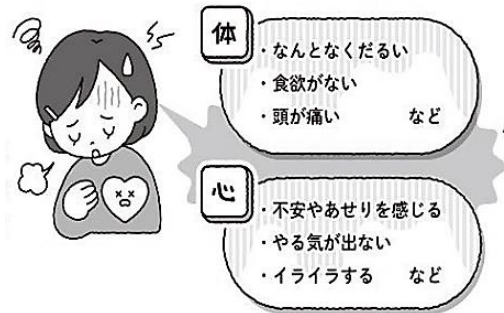 体
・なんとなくだるい
・食欲がない
・頭が痛い など
心
・不安やあせりを感じる
・やる気が出ない
・イライラする など